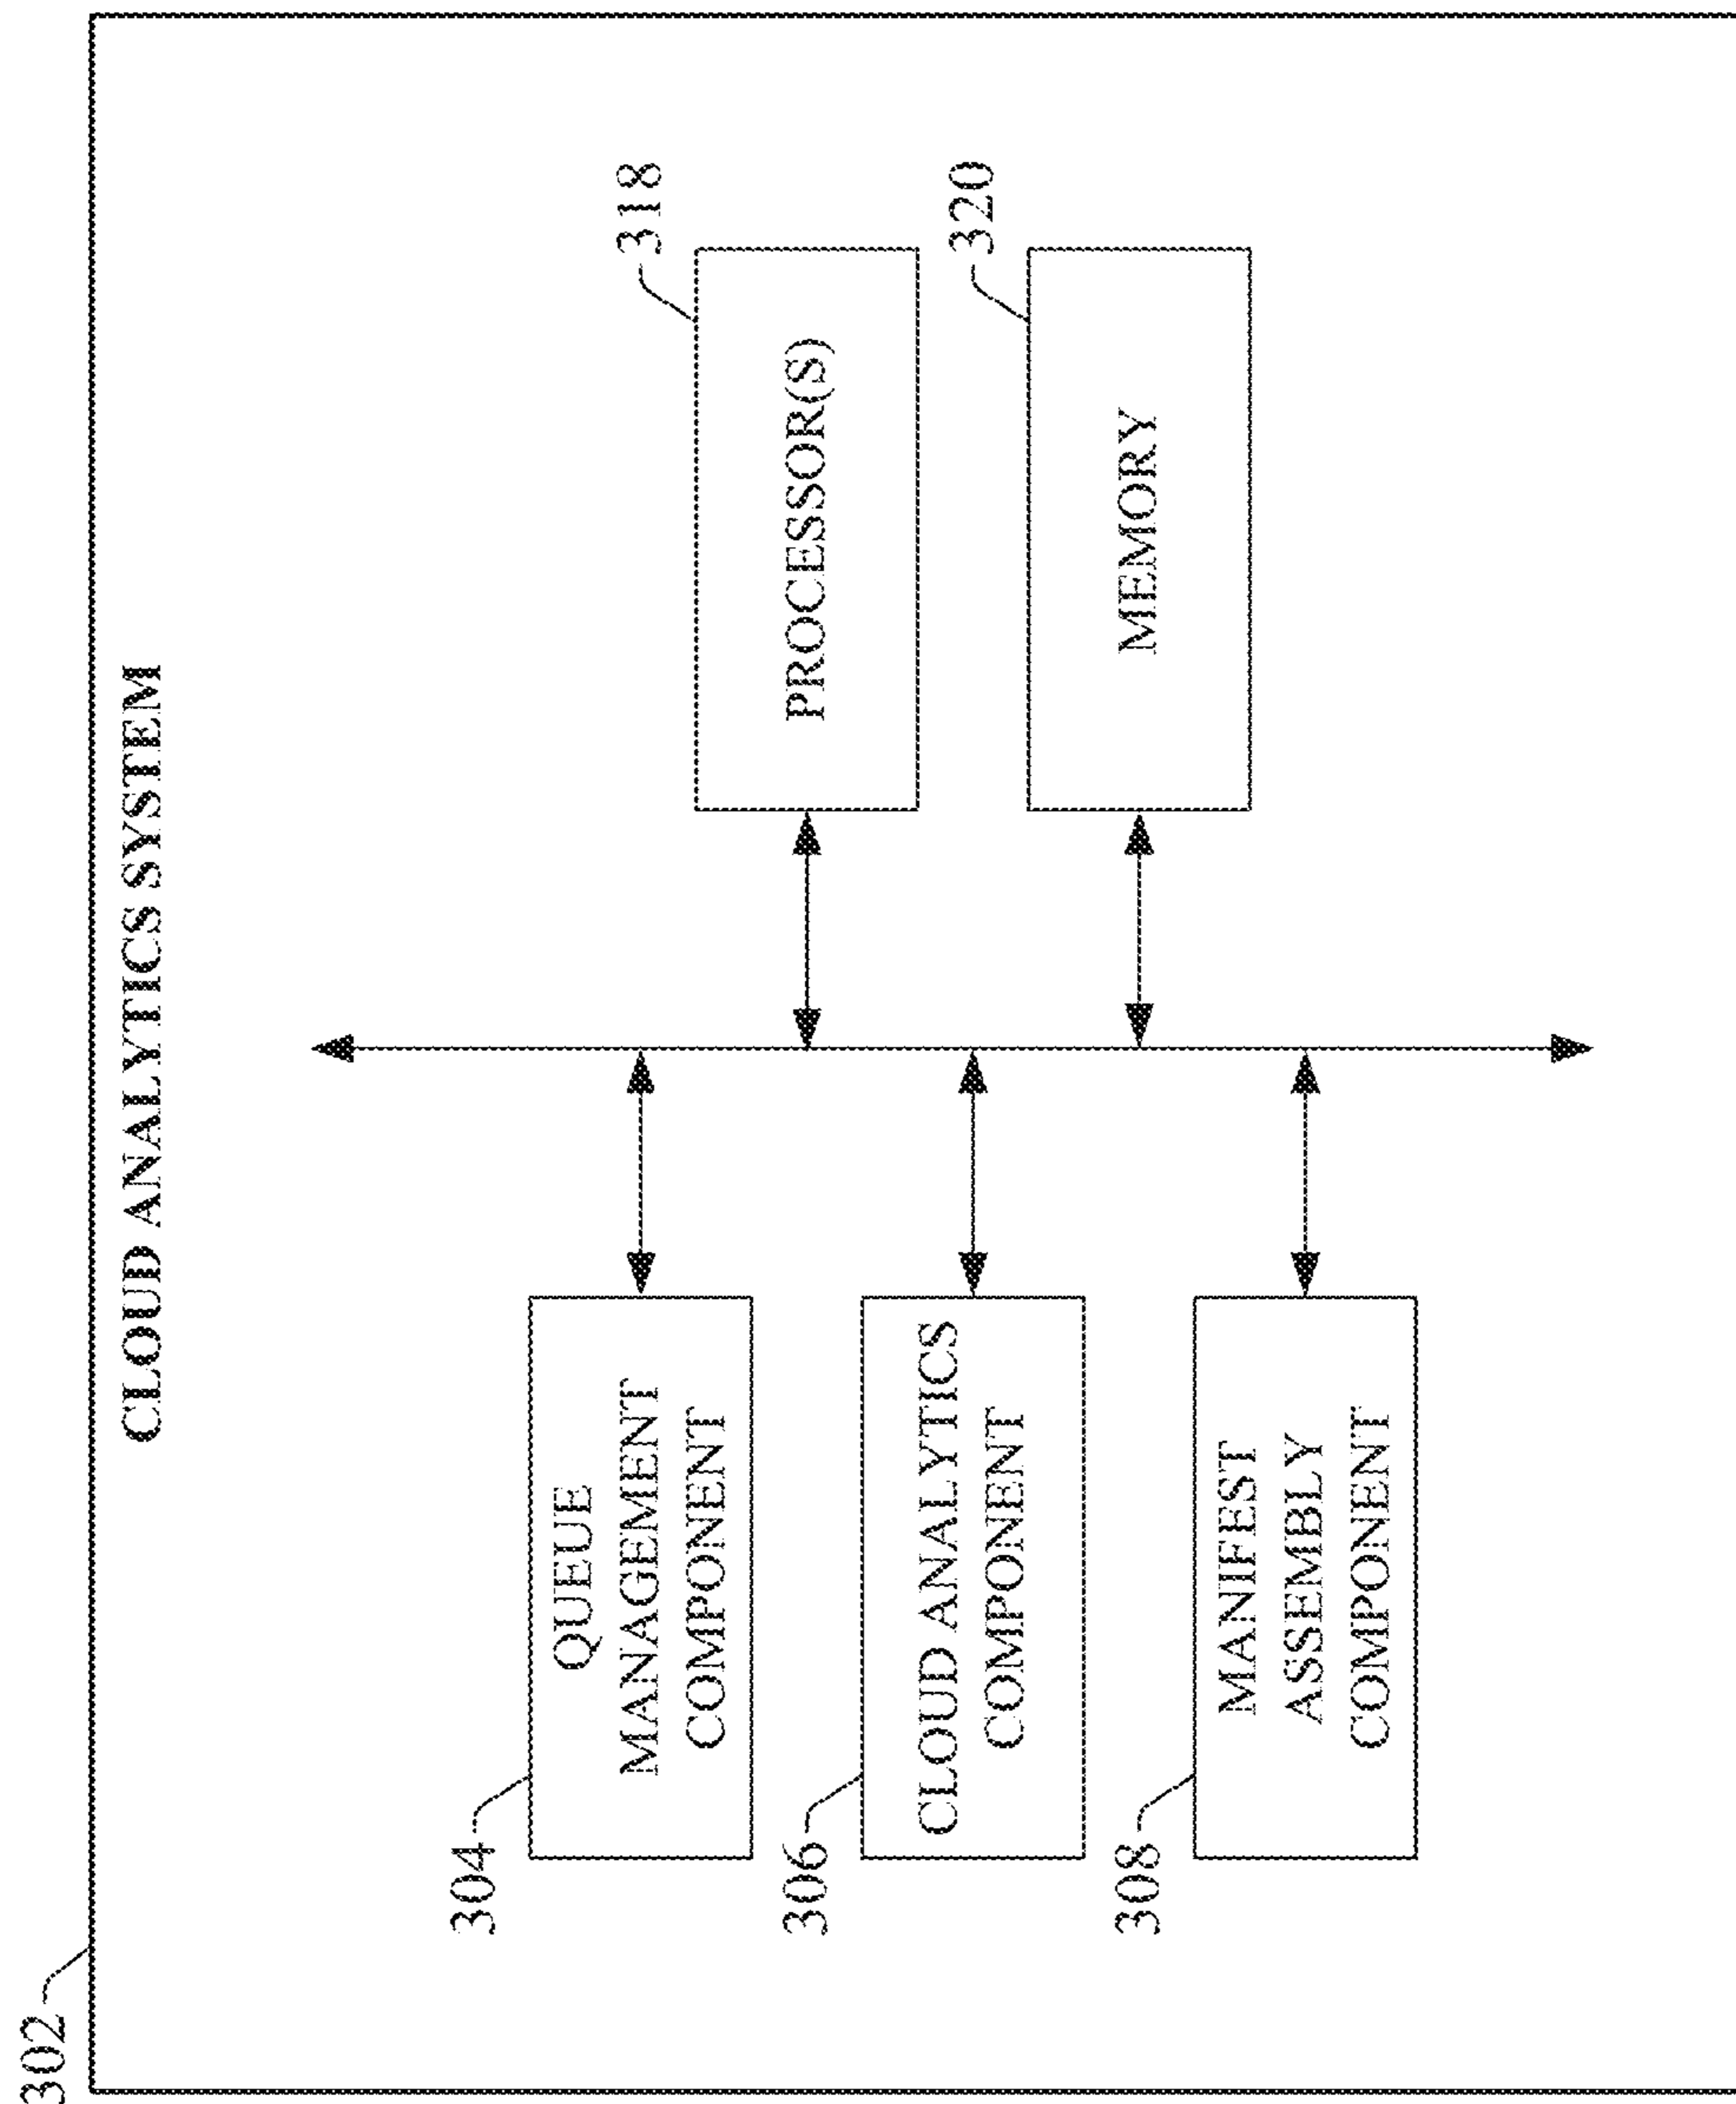 302
CLOUD ANALYTICS SYSTEM
304
QUEUE
MANAGEMENT
COMPONENT
318
PROCESSOR(S)
306
CLOUD ANALYTICS
COMPONENT
320
MEMORY
308
MANIFEST
ASSEMBLY
COMPONENT